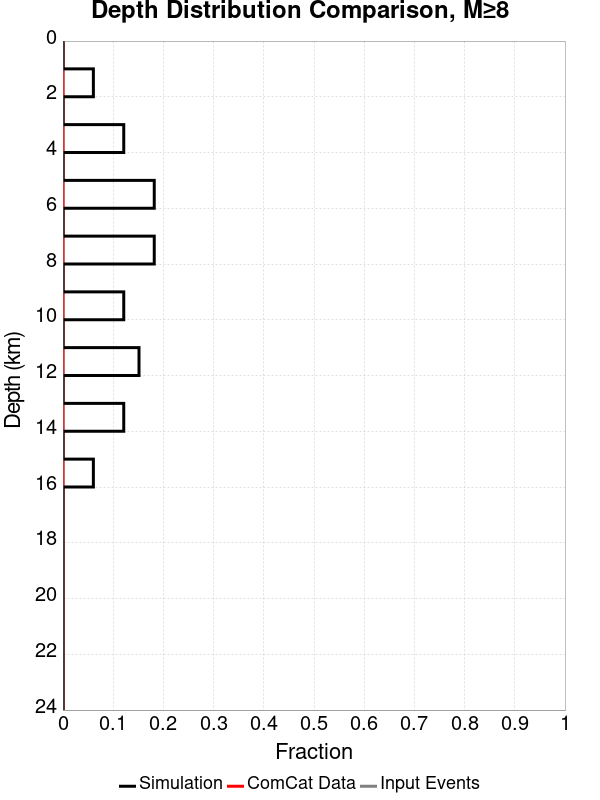 Depth Distribution Comparison, M≥8
0
2
4
6
8
10
12
14
16
18
20
22
24
Depth (km)
0 0.1 0.2 0.3 0.4 0.5 0.6 0.7 0.8 0.9 1
Fraction
Simulation ComCat Data Input Events